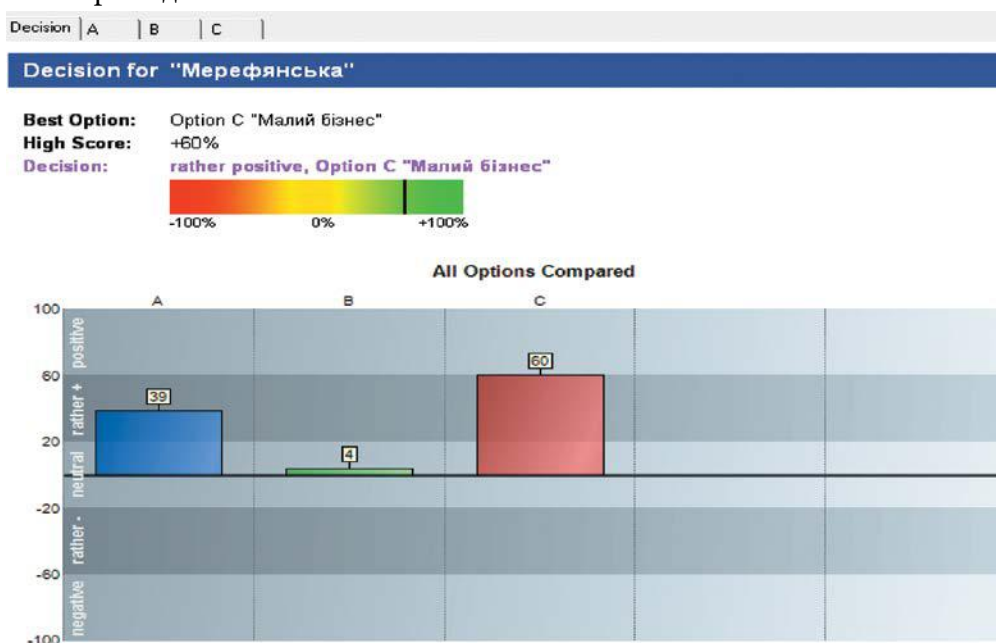 Decision | A | B | C |
Decision for "Мерефянська"
Best Option: Option C "Малий бізнес"
High Score: +60%
Decision: rather positive, Option C "Малий бізнес"
-100% 0% +100%
All Options Compared
A B C
100
positive
60
60
39
rather +
20
4
neutral
-20
rather -
-60
negative
-100